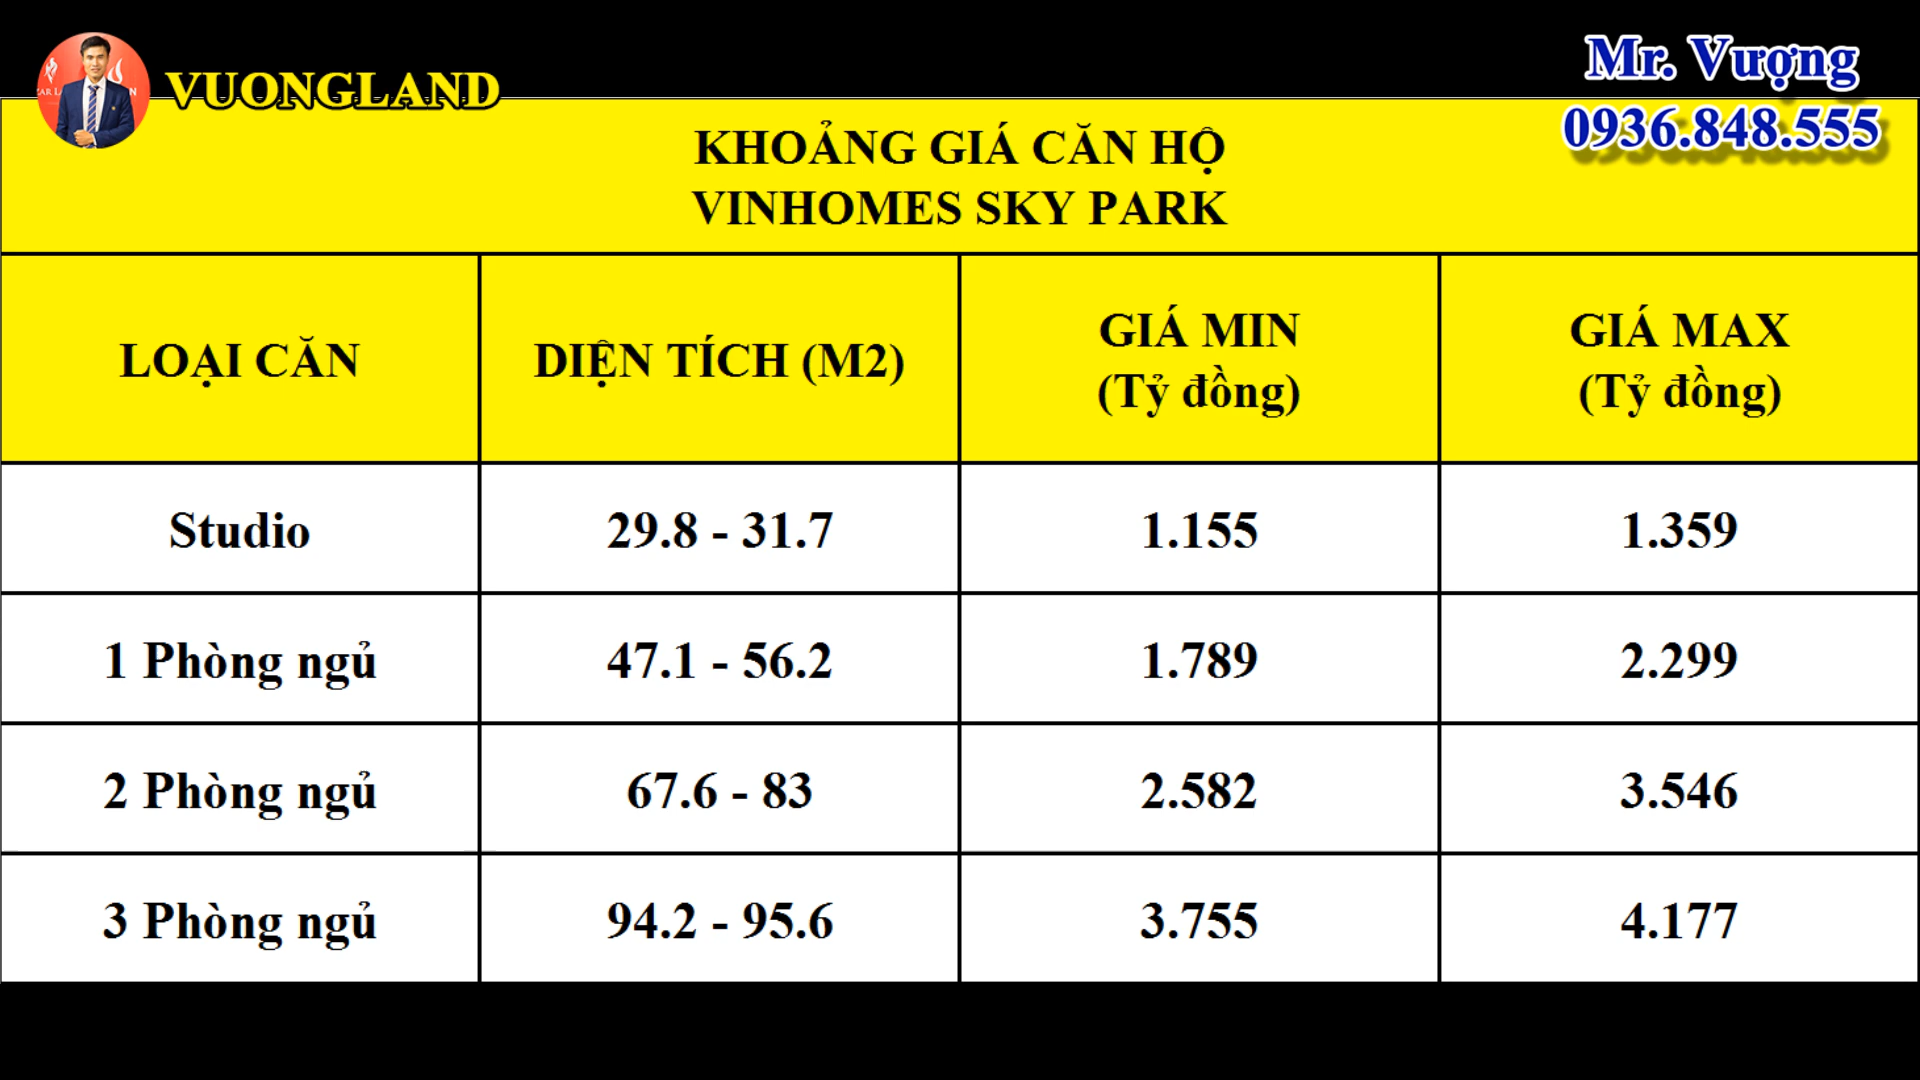 VUONGLAND
Mr. Vượng
0936.848.555
KHOẢNG GIÁ CĂN HỘ
VINHOMES SKY PARK
LOẠI CĂN
DIỆN TÍCH (M2)
GIÁ MIN
(Tỷ đồng)
GIÁ MAX
(Tỷ đồng)
Studio
29.8 - 31.7
1.155
1.359
1 Phòng ngủ
47.1 - 56.2
1.789
2.299
2 Phòng ngủ
67.6 - 83
2.582
3.546
3 Phòng ngủ
94.2 - 95.6
3.755
4.177